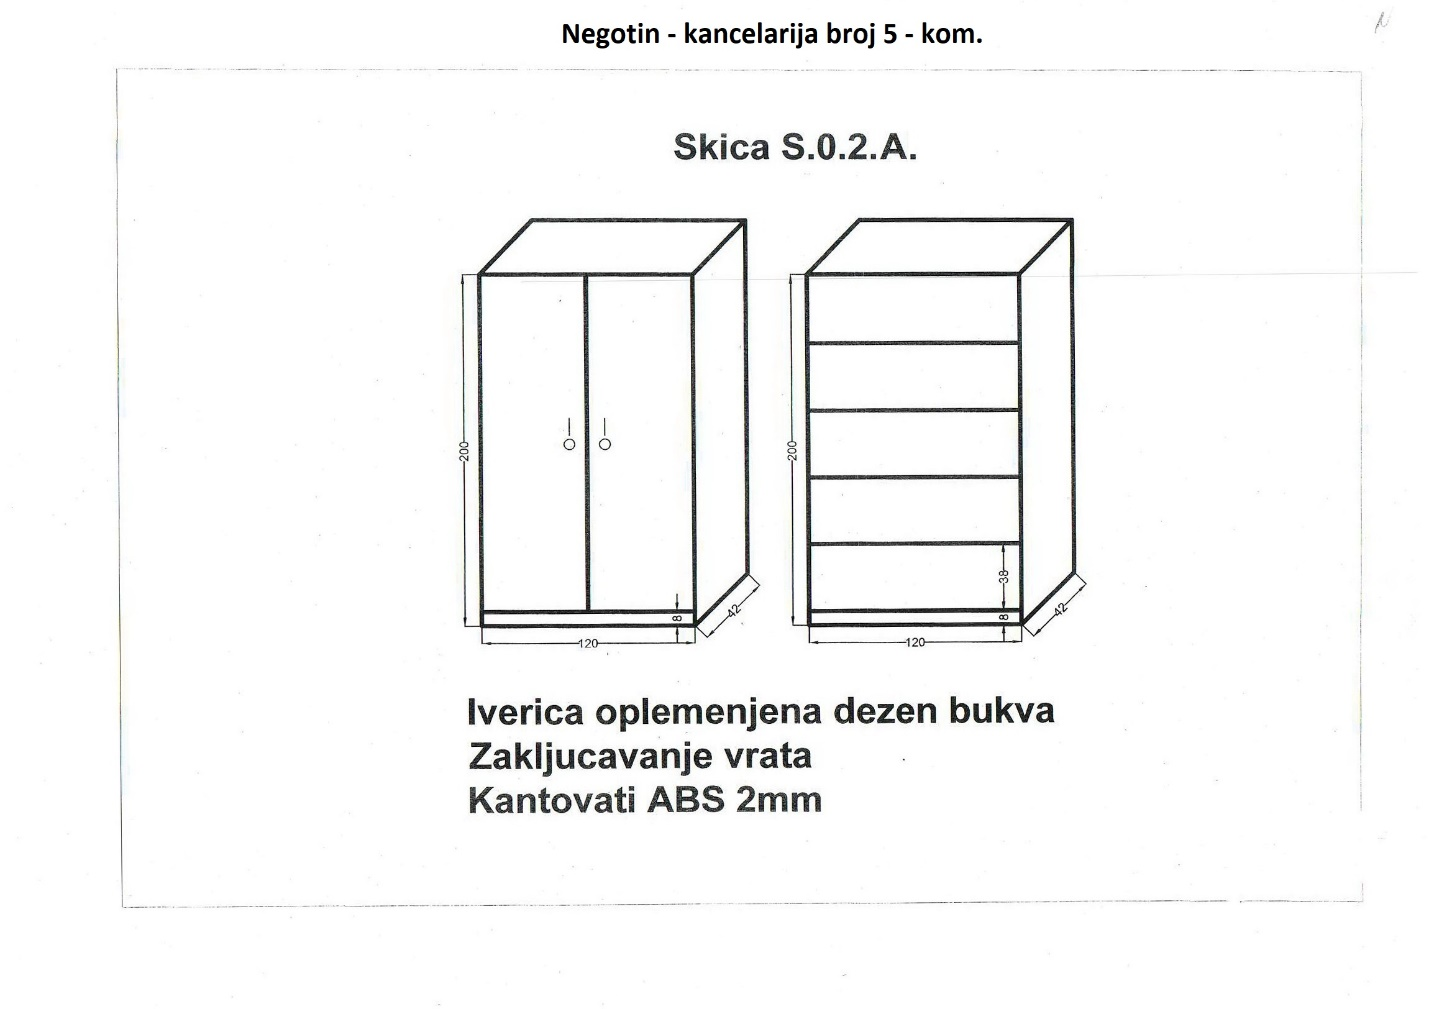 Negotin - kancelarija broj 5 - kom.
Skica S.0.2.A.
200
8
120
42
200
38
8
120
42
Iverica oplemenjena dezen bukva
Zakljucavanje vrata
Kantovati ABS 2mm